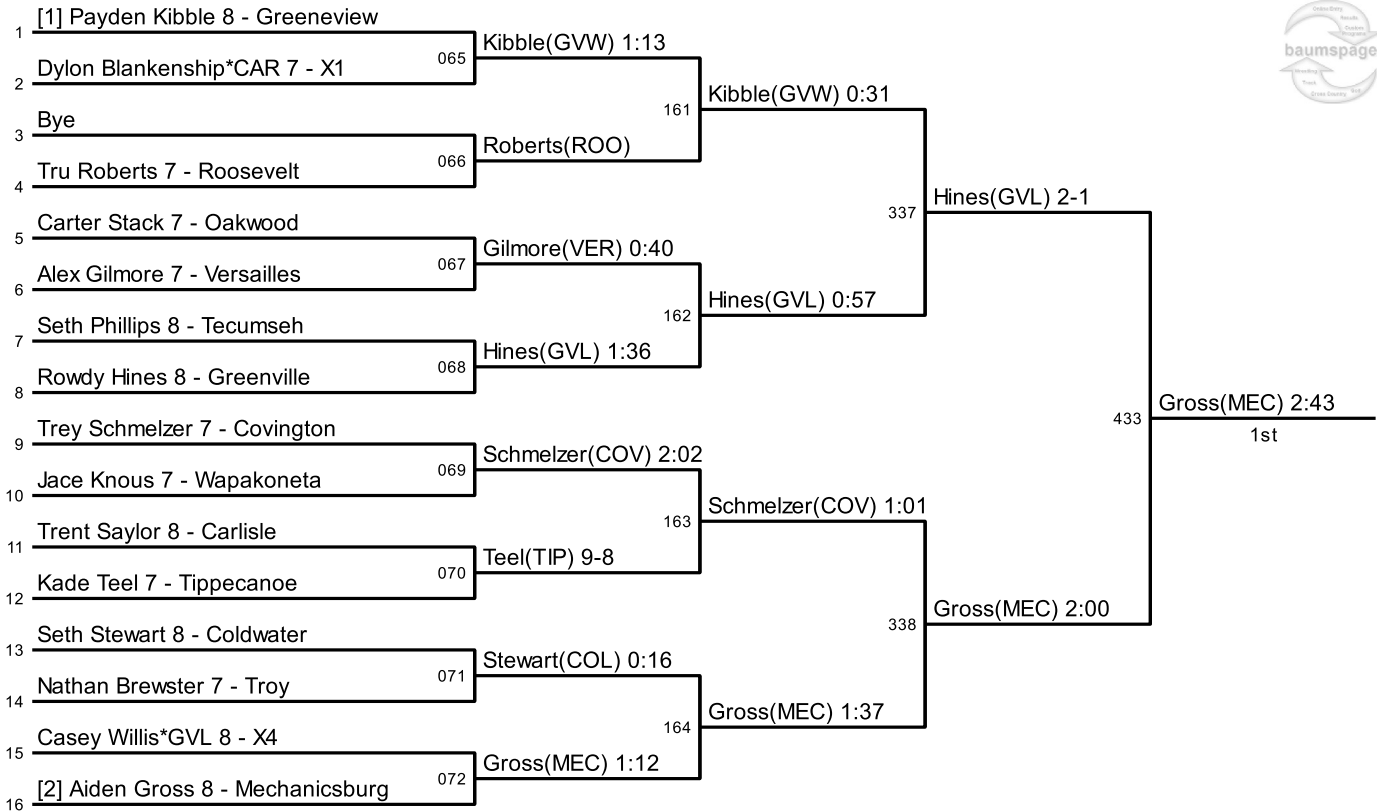 1 [1] Payden Kibble 8 - Greeneview
2 Dylon Blankenship*CAR 7 - X1
065 Kibble(GVW) 1:13
3 Bye
4 Tru Roberts 7 - Roosevelt
066 Roberts(ROO)
161 Kibble(GVW) 0:31
5 Carter Stack 7 - Oakwood
6 Alex Gilmore 7 - Versailles
067 Gilmore(VER) 0:40
7 Seth Phillips 8 - Tecumseh
8 Rowdy Hines 8 - Greenville
068 Hines(GVL) 1:36
162 Hines(GVL) 0:57
337 Hines(GVL) 2-1
9 Trey Schmelzer 7 - Covington
10 Jace Knous 7 - Wapakoneta
069 Schmelzer(COV) 2:02
11 Trent Saylor 8 - Carlisle
12 Kade Teel 7 - Tippecanoe
070 Teel(TIP) 9-8
163 Schmelzer(COV) 1:01
13 Seth Stewart 8 - Coldwater
14 Nathan Brewster 7 - Troy
071 Stewart(COL) 0:16
15 Casey Willis*GVL 8 - X4
16 [2] Aiden Gross 8 - Mechanicsburg
072 Gross(MEC) 1:12
164 Gross(MEC) 1:37
338 Gross(MEC) 2:00
433 Gross(MEC) 2:43
1st
Online Entry
Results
baumspage
Wrestling
Track
Cross Country